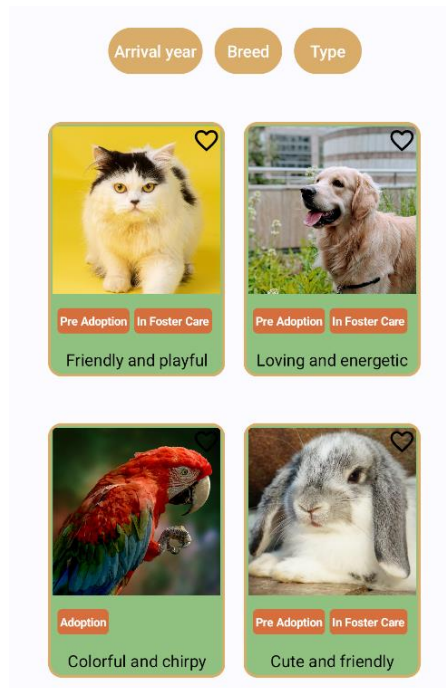 Arrival year Breed Type
Pre Adoption In Foster Care
Friendly and playful
Pre Adoption In Foster Care
Loving and energetic
Adoption
Colorful and chirpy
Pre Adoption In Foster Care
Cute and friendly